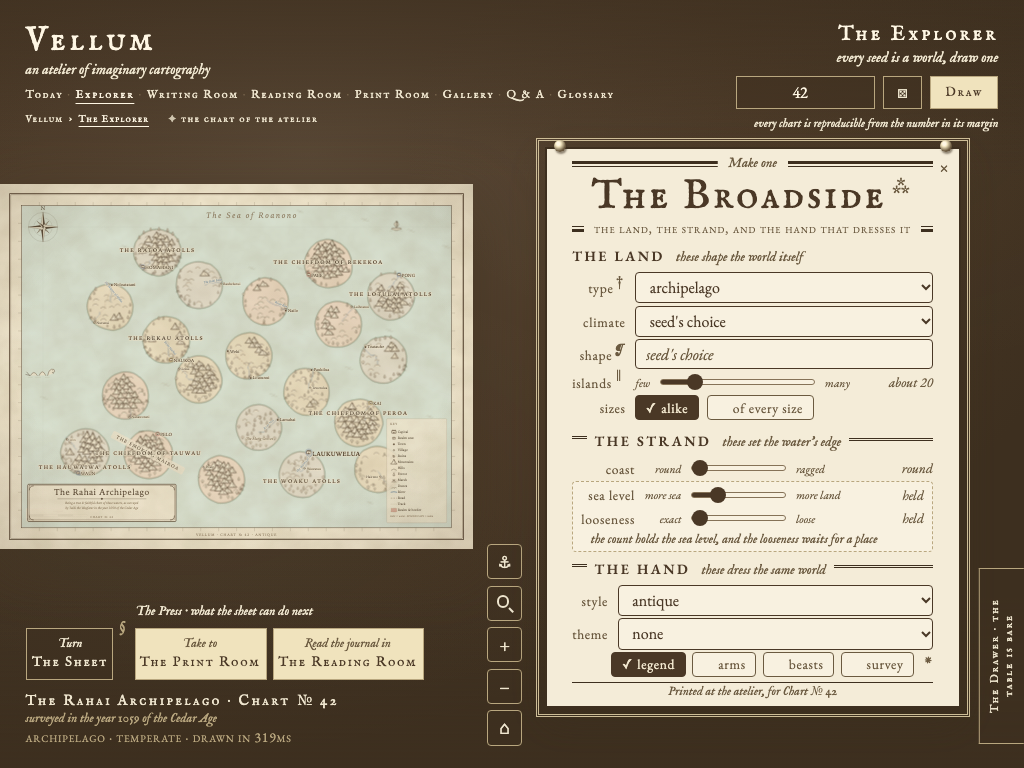 Vellum
an atelier of imaginary cartography
Today · Explorer · Writing Room · Reading Room · Print Room · Gallery · Q & A · Glossary
Vellum › The Explorer ✦ the chart of the atelier
The Explorer
every seed is a world, draw one
42 Draw
every chart is reproducible from the number in its margin
The Sea of Roanono
N
THE RATOA ATOLLS
THE CHIEFDOM OF REKEKOA
THE LOTULAI ATOLLS
THE REKAU ATOLLS
THE CHIEFDOM OF PEROA
LAUKUWELUA
THE WOAKU ATOLLS
The Rahai Archipelago
VELLUM · CHART № 42 · ANTIQUE
Make one
×
The Broadside ⁂
the land, the strand, and the hand that dresses it
THE LAND these shape the world itself
type † archipelago
climate seed's choice
shape ¶ seed's choice
islands ‖ few many about 20
sizes ✓ alike of every size
THE STRAND these set the water's edge
coast round ragged round
sea level more sea more land held
looseness exact loose held
the count holds the sea level, and the looseness waits for a place
THE HAND these dress the same world
style antique
theme none
✓ legend arms beasts survey *
Printed at the atelier, for Chart № 42
The Press · what the sheet can do next
Turn
The Sheet
§
Take to
The Print Room
Read the journal in
The Reading Room
+
−
The Rahai Archipelago · Chart № 42
surveyed in the year 1059 of the Cedar Age
archipelago · temperate · drawn in 319ms
The Drawer · the
table is bare